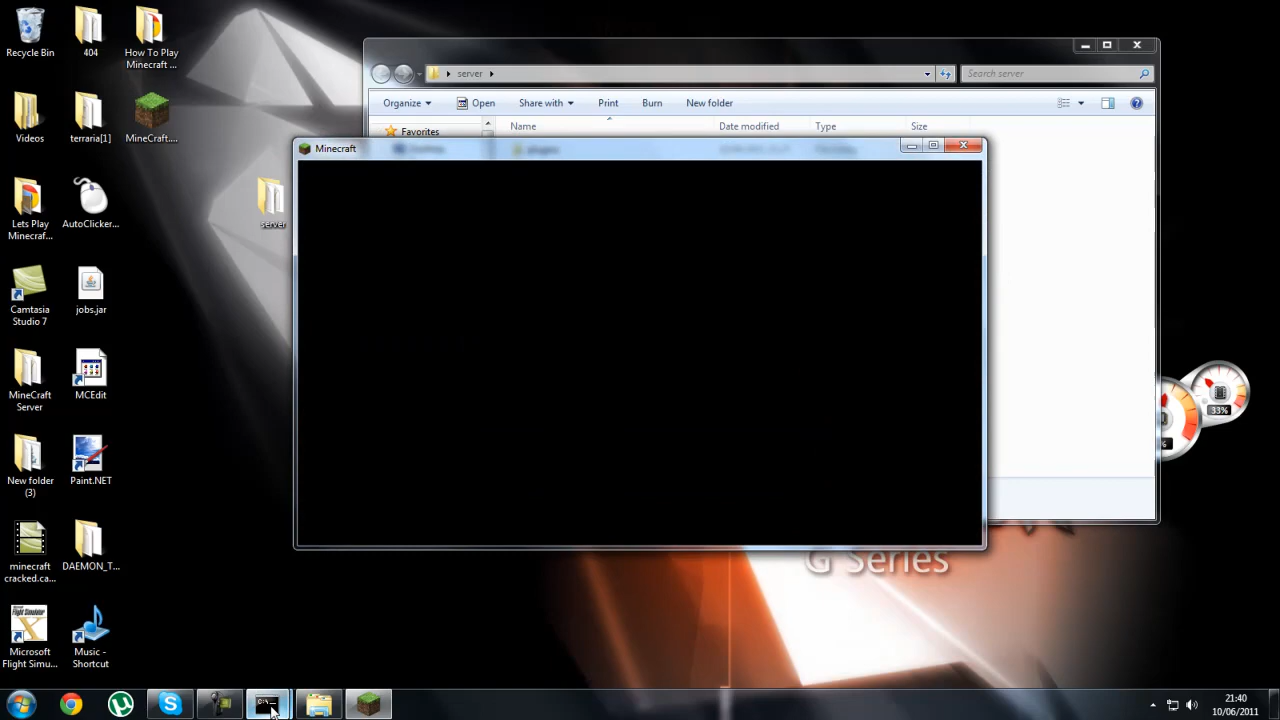 Recycle Bin
404
How To Play
Minecraft ...
Videos
terraria[1]
MineCraft....
Lets Play
Minecraf...
AutoClicker...
server
Camtasia
Studio 7
jobs.jar
MineCraft
Server
MCEdit
New folder
(3)
Paint.NET
minecraft
cracked.ca...
DAEMON_T...
Microsoft
Flight Simu...
Music -
Shortcut
server
Search server
Organize
Open
Share with
Print
Burn
New folder
Favorites
Name
Date modified
Type
Size
plugins
Minecraft
33%
%
G Series
C:\
21:40
10/06/2011